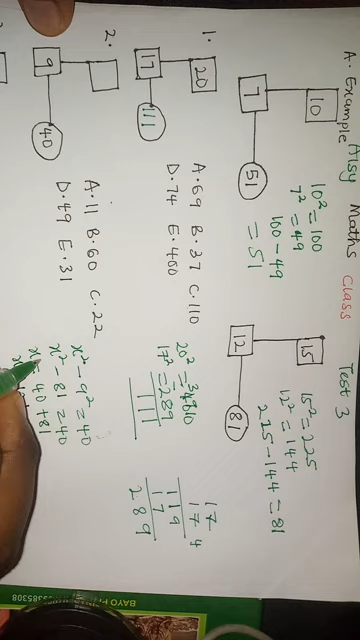 Alsy Maths Class Test 3
A. Example
7 10
51
10² = 100
7² = 49
100 - 49
= 51
12 15
81
15² = 225
12² = 144
225 - 144 = 81
1.
17 20
111
A. 69 B. 37 C. 110
D. 74 E. 400
20² = 400
17² = 289
111
17
17
119
17
289
2.
9
40
A. 11 B. 60 C. 22
D. 49 E. 31
x² - 9² = 40
x² - 81 = 40
40 + 81